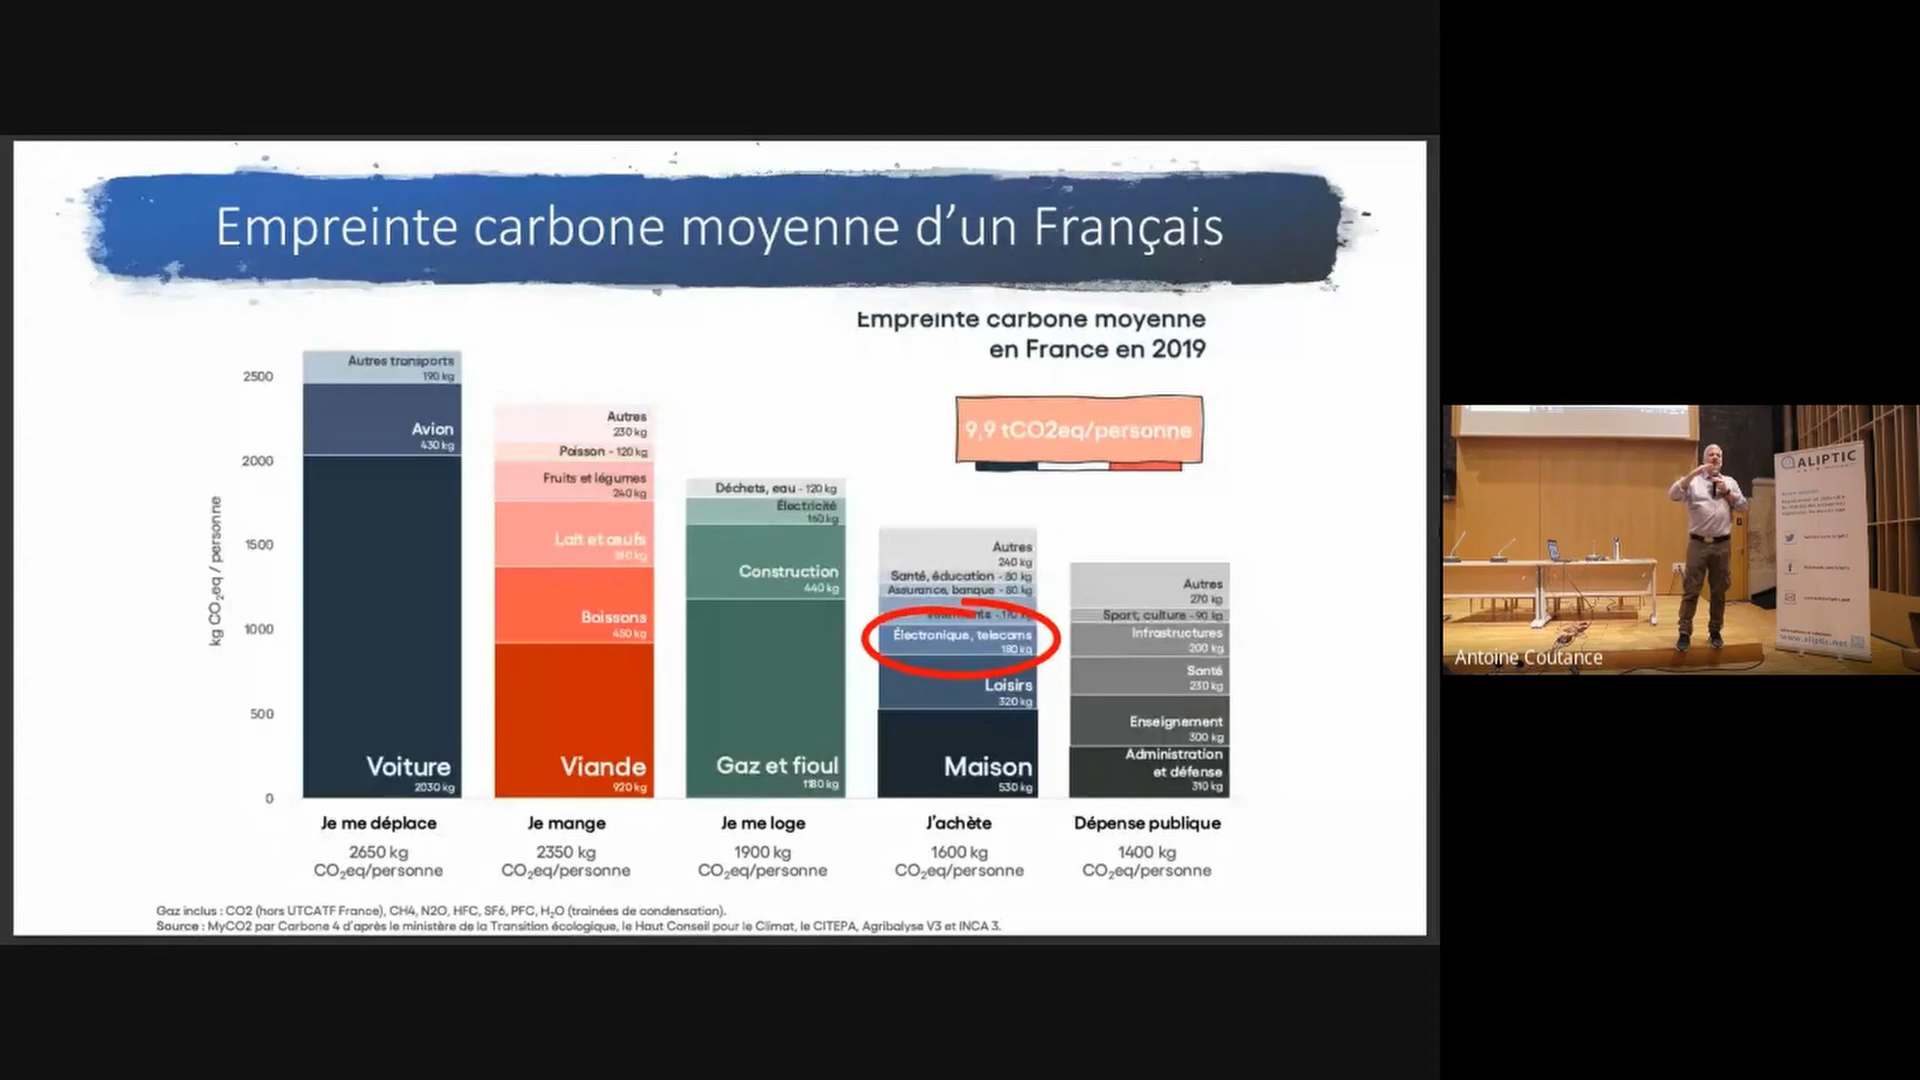 Empreinte carbone moyenne d'un Français
Empreinte carbone moyenne
en France en 2019
9,9 tCO2eq/personne
kg CO₂eq / personne
2500
2000
1500
1000
500
0
Autres transports
190 kg
Avion
430 kg
Voiture
2030 kg
Je me déplace
2650 kg
CO₂eq/personne
Autres
230 kg
Poisson - 120 kg
Fruits et légumes
240 kg
Lait et œufs
Boissons
450 kg
Viande
920 kg
Je mange
2350 kg
CO₂eq/personne
Déchets, eau - 120 kg
Électricité
160 kg
Construction
440 kg
Gaz et fioul
1180 kg
Je me loge
1900 kg
CO₂eq/personne
Autres
240 kg
Santé, éducation - 80 kg
Assurance, banque - 80 kg
Électronique, telecoms
180 kg
Loisirs
320 kg
Maison
530 kg
J'achète
1600 kg
CO₂eq/personne
Autres
270 kg
Sport, culture - 90 kg
Infrastructures
200 kg
Santé
230 kg
Enseignement
300 kg
Administration
et défense
310 kg
Dépense publique
1400 kg
CO₂eq/personne
Gaz inclus : CO2 (hors UTCATF France), CH4, N2O, HFC, SF6, PFC, H₂O (trainées de condensation).
Source : MyCO2 par Carbone 4 d'après le ministère de la Transition écologique, le Haut Conseil pour le Climat, le CITEPA, Agribalyse V3 et INCA 3.
ALIPTIC
www.aliptic.net
Antoine Coutance